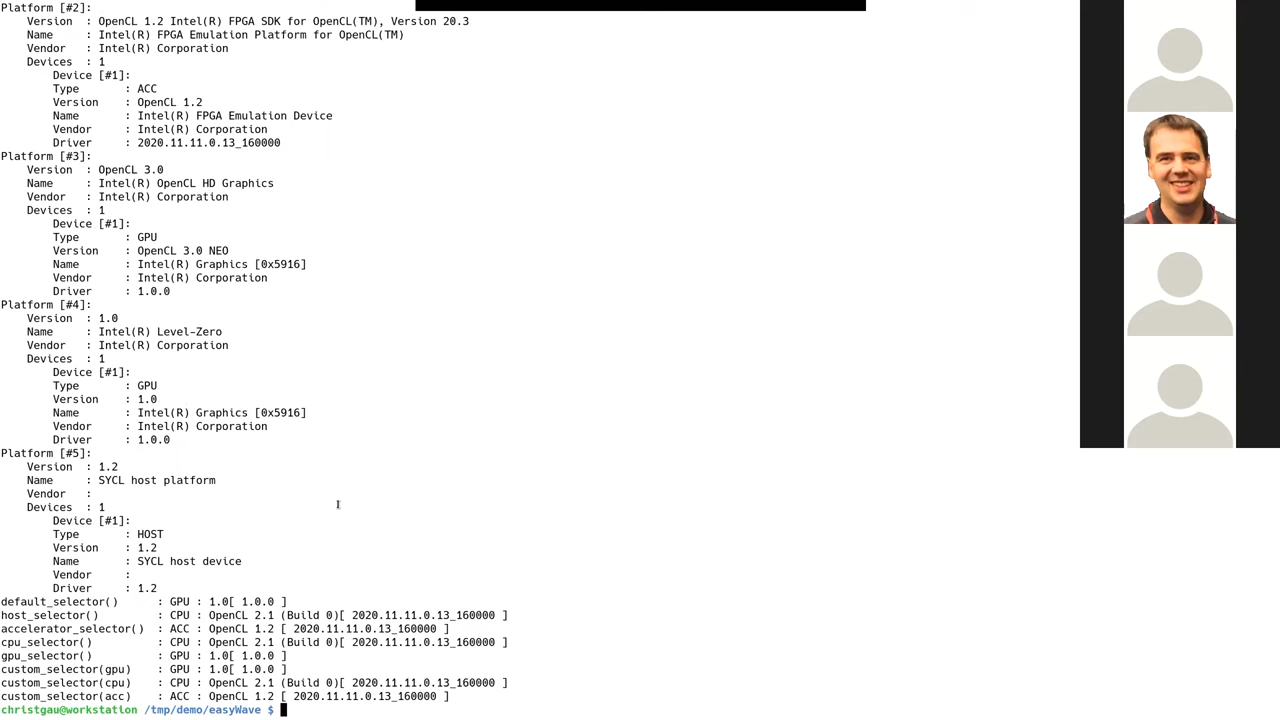 Platform [#2]:
Version : OpenCL 1.2 Intel(R) FPGA SDK for OpenCL(TM), Version 20.3
Name : Intel(R) FPGA Emulation Platform for OpenCL(TM)
Vendor : Intel(R) Corporation
Devices : 1
Device [#1]:
Type : ACC
Version : OpenCL 1.2
Name : Intel(R) FPGA Emulation Device
Vendor : Intel(R) Corporation
Driver : 2020.11.11.0.13_160000
Platform [#3]:
Version : OpenCL 3.0
Name : Intel(R) OpenCL HD Graphics
Vendor : Intel(R) Corporation
Devices : 1
Device [#1]:
Type : GPU
Version : OpenCL 3.0 NEO
Name : Intel(R) Graphics [0x5916]
Vendor : Intel(R) Corporation
Driver : 1.0.0
Platform [#4]:
Version : 1.0
Name : Intel(R) Level-Zero
Vendor : Intel(R) Corporation
Devices : 1
Device [#1]:
Type : GPU
Version : 1.0
Name : Intel(R) Graphics [0x5916]
Vendor : Intel(R) Corporation
Driver : 1.0.0
Platform [#5]:
Version : 1.2
Name : SYCL host platform
Vendor :
Devices : 1
Device [#1]:
Type : HOST
Version : 1.2
Name : SYCL host device
Vendor :
Driver : 1.2
default_selector() : GPU : 1.0[ 1.0.0 ]
host_selector() : CPU : OpenCL 2.1 (Build 0)[ 2020.11.11.0.13_160000 ]
accelerator_selector() : ACC : OpenCL 1.2 [ 2020.11.11.0.13_160000 ]
cpu_selector() : CPU : OpenCL 2.1 (Build 0)[ 2020.11.11.0.13_160000 ]
gpu_selector() : GPU : 1.0[ 1.0.0 ]
custom_selector(gpu) : GPU : 1.0[ 1.0.0 ]
custom_selector(cpu) : CPU : OpenCL 2.1 (Build 0)[ 2020.11.11.0.13_160000 ]
custom_selector(acc) : ACC : OpenCL 1.2 [ 2020.11.11.0.13_160000 ]
christgau@workstation /tmp/demo/easyWave $